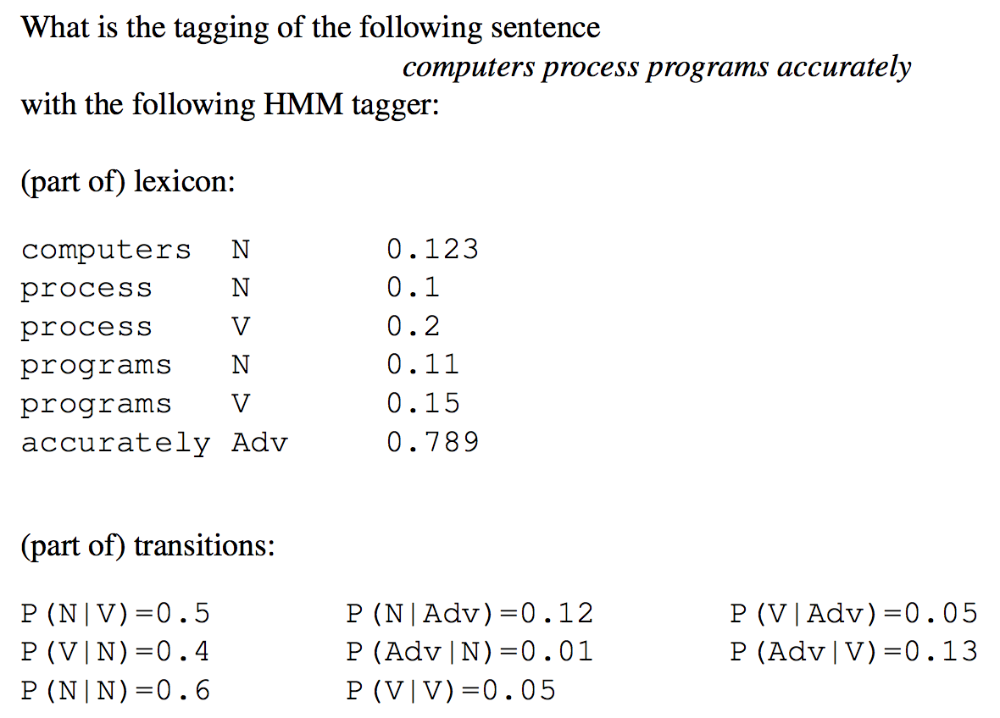 What is the tagging of the following sentence
computers process programs accurately
with the following HMM tagger:
(part of) lexicon:
computers N 0.123
process N 0.1
process V 0.2
programs N 0.11
programs V 0.15
accurately Adv 0.789
(part of) transitions:
P(N|V)=0.5 P(N|Adv)=0.12 P(V|Adv)=0.05
P(V|N)=0.4 P(Adv|N)=0.01 P(Adv|V)=0.13
P(N|N)=0.6 P(V|V)=0.05